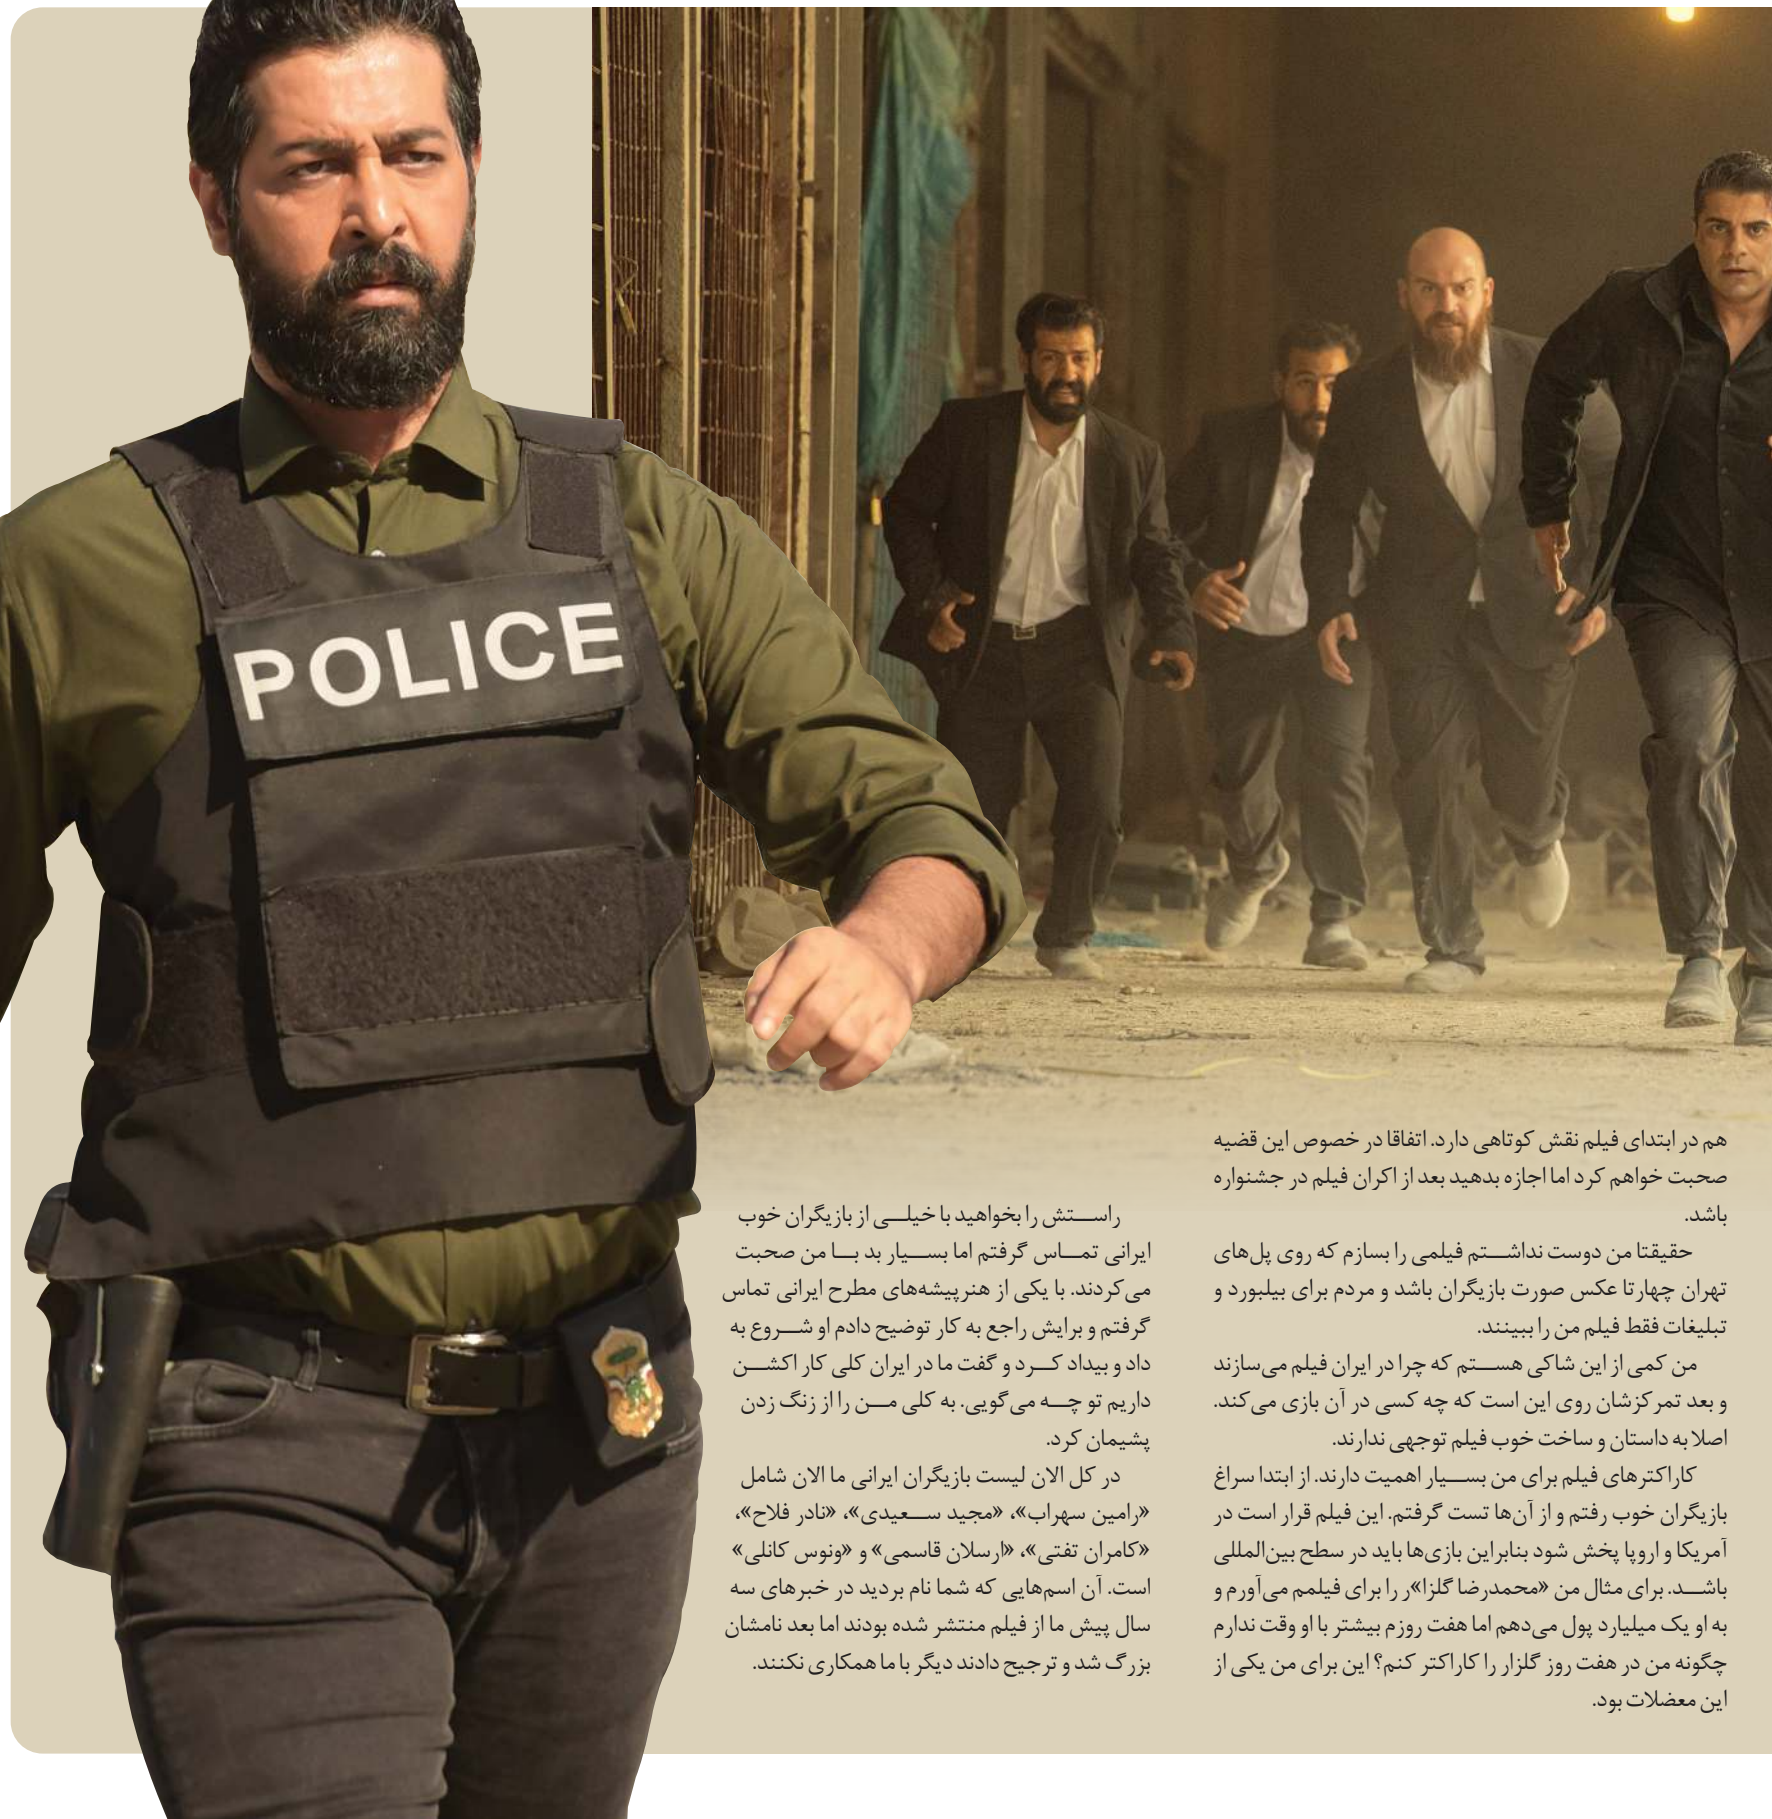 POLICE
هم در ابتدای فیلم نقش کوتاهی دارد. اتفاقا در خصوص این قضیه
صحبت خواهم کرد اما اجازه بدهید بعد از اکران فیلم در جشنواره
باشد.
حقیقتا من دوست نداشتم فیلمی را بسازم که روی پل‌های
تهران چهارتا عکس صورت بازیگران باشد و مردم برای بیلبورد و
تبلیغات فقط فیلم من را ببینند.
من کمی از این شاکی هستم که چرا در ایران فیلم می‌سازند
و بعد تمرکزشان روی این است که چه کسی در آن بازی می‌کند.
اصلا به داستان و ساخت خوب فیلم توجهی ندارند.
کاراکترهای فیلم برای من بسیار اهمیت دارند. از ابتدا سراغ
بازیگران خوب رفتم و از آن‌ها تست گرفتم. این فیلم قرار است در
آمریکا و اروپا پخش شود بنابراین بازی‌ها باید در سطح بین‌المللی
باشد. برای مثال من «محمدرضا گلزا»ر را برای فیلمم می‌آورم و
به او یک میلیارد پول می‌دهم اما هفت روزم بیشتر با او وقت ندارم
چگونه من در هفت روز گلزار را کاراکتر کنم؟ این برای من یکی از
این معضلات بود.
راستش را بخواهید با خیلی از بازیگران خوب
ایرانی تماس گرفتم اما بسیار بد با من صحبت
می‌کردند. با یکی از هنرپیشه‌های مطرح ایرانی تماس
گرفتم و برایش راجع به کار توضیح دادم او شروع به
داد و بیداد کرد و گفت ما در ایران کلی کار اکشن
داریم تو چه می‌گویی. به کلی من را از زنگ زدن
پشیمان کرد.
در کل الان لیست بازیگران ایرانی ما الان شامل
«رامین سهراب»، «مجید سعیدی»، «نادر فلاح»،
«کامران تفتی»، «ارسلان قاسمی» و «ونوس کانلی»
است. آن اسم‌هایی که شما نام بردید در خبرهای سه
سال پیش ما از فیلم منتشر شده بودند اما بعد نامشان
بزرگ شد و ترجیح دادند دیگر با ما همکاری نکنند.